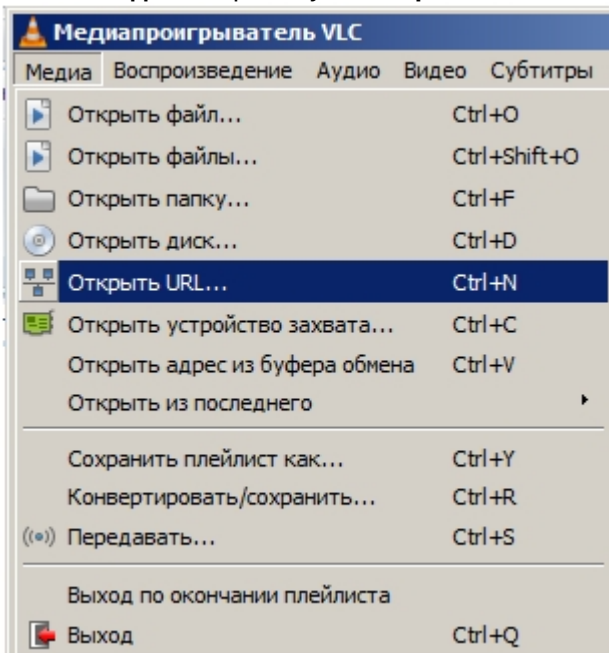 Медиапроигрыватель VLC
Медиа Воспроизведение Аудио Видео Субтитры
Открыть файл... Ctrl+O
Открыть файлы... Ctrl+Shift+O
Открыть папку... Ctrl+F
Открыть диск... Ctrl+D
Открыть URL... Ctrl+N
Открыть устройство захвата... Ctrl+C
Открыть адрес из буфера обмена Ctrl+V
Открыть из последнего
Сохранить плейлист как... Ctrl+Y
Конвертировать/сохранить... Ctrl+R
Передавать... Ctrl+S
Выход по окончании плейлиста
Выход Ctrl+Q